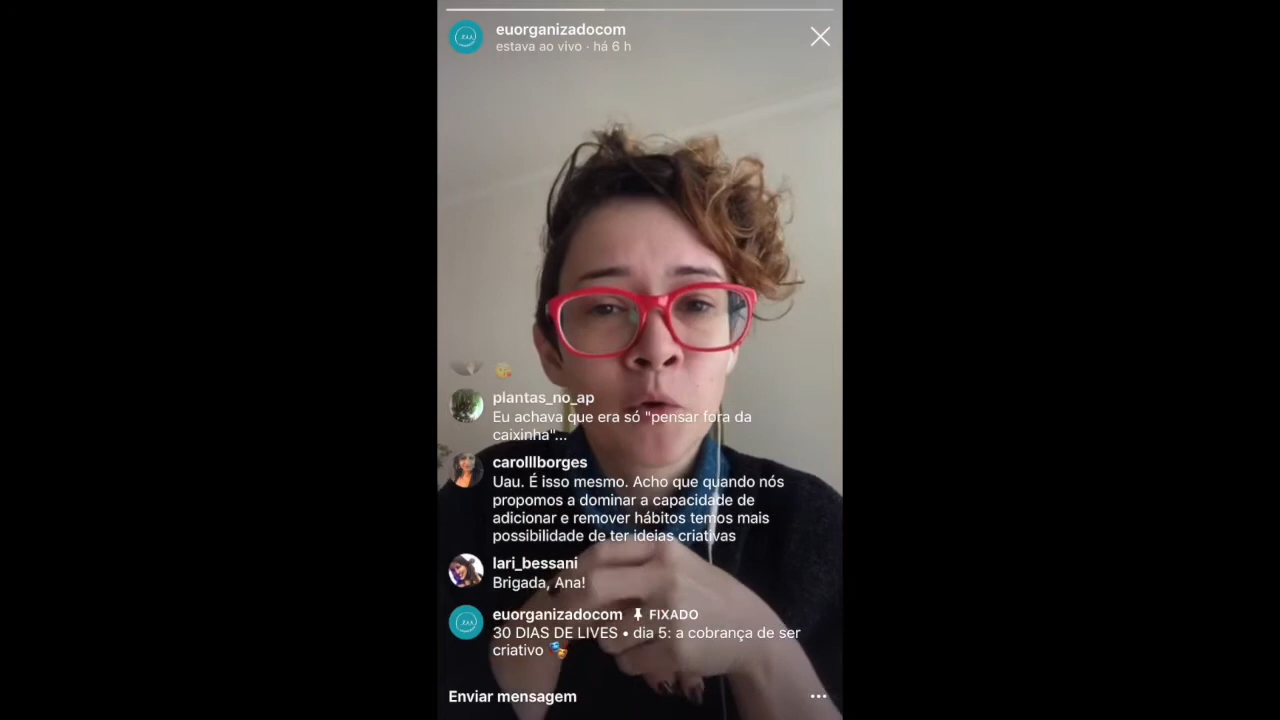 euorganizadocom
estava ao vivo · há 6 h
plantas_no_ap
Eu achava que era só "pensar fora da
caixinha"...
carolllborges
Uau. É isso mesmo. Acho que quando nós
propomos a dominar a capacidade de
adicionar e remover hábitos temos mais
possibilidade de ter ideias criativas
lari_bessani
Brigada, Ana!
euorganizadocom FIXADO
30 DIAS DE LIVES • dia 5: a cobrança de ser
criativo 🎭
Enviar mensagem